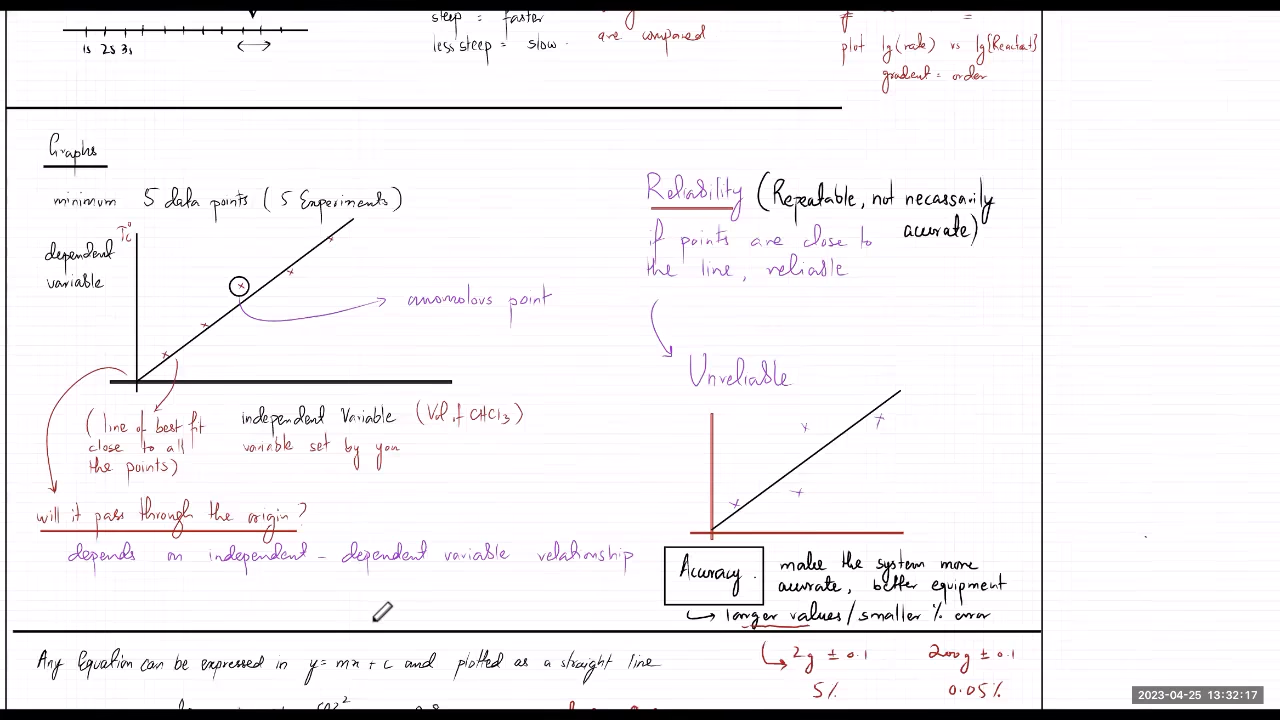 steep = faster
less steep = slow.
are compared
if =
plot lg(rate) vs lg[Reactant]
gradient = order
1s 2s 3s
Graphs
minimum 5 data points ( 5 Experiments )
T°c
dependent
variable
anomolous point
( line of best fit
close to all
the points)
independent Variable ( Vol of CHCl3 )
variable set by you
will it pass through the origin ?
depends on independent - dependent variable relationship
Reliability (Repeatable, not necassarily
accurate)
if points are close to
the line, reliable
Unreliable
Accuracy.
make the system more
accurate, better equipment
larger values/smaller % error
2g ± 0.1 200g ± 0.1
5% 0.05%
Any Equation can be expressed in y = mx + c and plotted as a straight line
2023-04-25 13:32:17